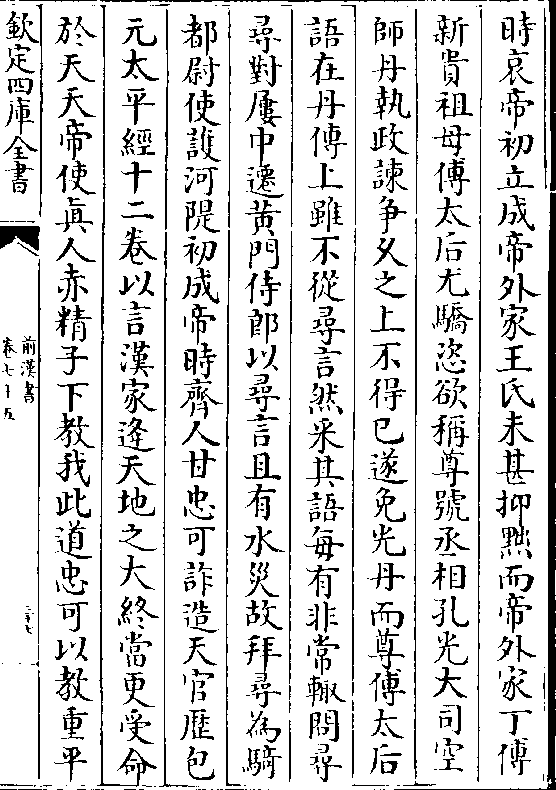 時哀帝初立成帝外家王氏未甚抑黜而帝外家丁傅
新貴祖母傅太后尤驕恣欲稱尊號丞相孔光大司空
師丹執政諫爭乆之上不得已遂免光丹而尊傅太后
語在丹傳上雖不從尋言然采其語毎有非常輙問尋
尋對屢中遷黄門侍郎以尋言且有水災故拜尋為騎
都尉使護河隄初成帝時齊人甘忠可詐造天官歴包
元太平經十二卷以言漢家逢天地之大終當更受命
於天天帝使眞人赤精子下教我此道忠可以教重平
欽定四庫全書
前漢書
卷七十五
三十七